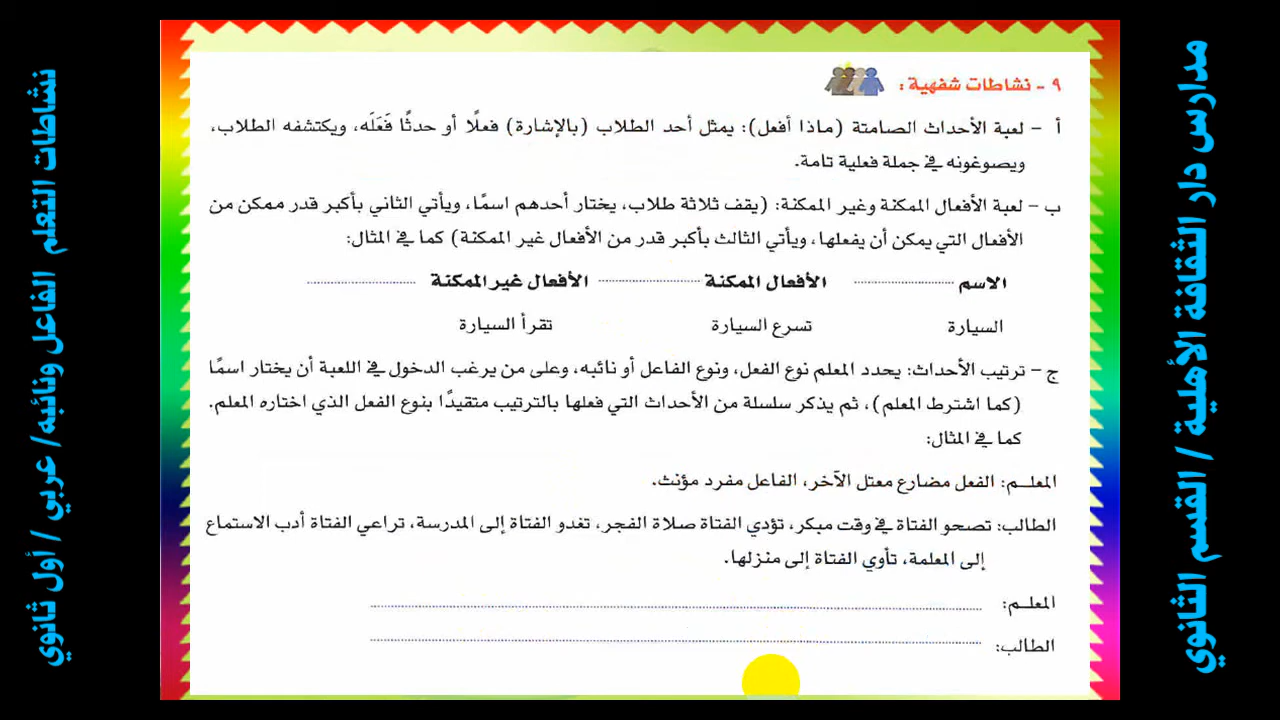 مدارس دار الثقافة الأهلية / القسم الثانوي
٩ - نشاطات شفهية :
أ - لعبة الأحداث الصامتة (ماذا أفعل): يمثل أحد الطلاب (بالإشارة) فعلًا أو حدثًا فَعَلَه، ويكتشفه الطلاب،
ويصوغونه في جملة فعلية تامة.
ب - لعبة الأفعال الممكنة وغير الممكنة: (يقف ثلاثة طلاب، يختار أحدهم اسمًا، ويأتي الثاني بأكبر قدر ممكن من
الأفعال التي يمكن أن يفعلها، ويأتي الثالث بأكبر قدر من الأفعال غير الممكنة) كما في المثال:
الاسم .................... الأفعال الممكنة .................... الأفعال غير الممكنة ....................
السيارة تسرع السيارة تقرأ السيارة
ج - ترتيب الأحداث: يحدد المعلم نوع الفعل، ونوع الفاعل أو نائبه، وعلى من يرغب الدخول في اللعبة أن يختار اسمًا
(كما اشترط المعلم)، ثم يذكر سلسلة من الأحداث التي فعلها بالترتيب متقيدًا بنوع الفعل الذي اختاره المعلم.
كما في المثال:
المعلـم: الفعل مضارع معتل الآخر، الفاعل مفرد مؤنث.
الطالب: تصحو الفتاة في وقت مبكر، تؤدي الفتاة صلاة الفجر، تغدو الفتاة إلى المدرسة، تراعي الفتاة أدب الاستماع
إلى المعلمة، تأوي الفتاة إلى منزلها.
المعلـم: ........................................
الطالب: ........................................
نشاطات التعلم الفاعل ونائبه/ عربي / أول ثانوي